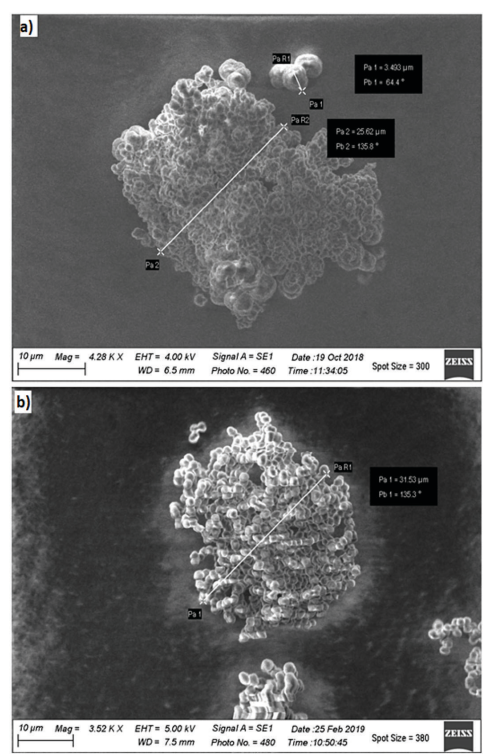 a)
Pa R1
Pa 1 = 3.493 µm
Pb 1 = 64.4 °
Pa 1
Pa R2
Pa 2 = 25.62 µm
Pb 2 = 135.8 °
Pa 2
10 µm Mag = 4.28 K X EHT = 4.00 kV Signal A = SE1 Date :19 Oct 2018
WD = 6.5 mm Photo No. = 460 Time :11:34:05 Spot Size = 300 ZEISS
b)
Pa R1
Pa 1 = 31.53 µm
Pb 1 = 135.3 °
Pa 1
10 µm Mag = 3.52 K X EHT = 5.00 kV Signal A = SE1 Date :25 Feb 2019
WD = 7.5 mm Photo No. = 480 Time :10:50:45 Spot Size = 380 ZEISS